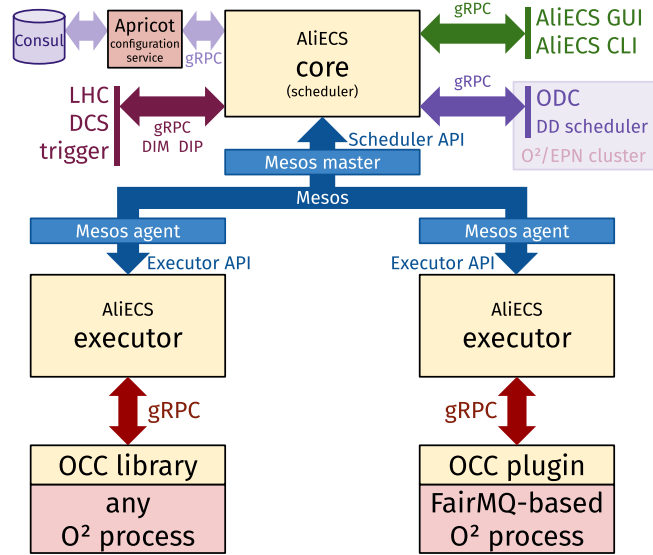 Consul
Apricot
configuration
service
gRPC
AliECS
core
(scheduler)
gRPC
AliECS GUI
AliECS CLI
LHC
DCS
trigger
gRPC
DIM DIP
gRPC
ODC
DD scheduler
O²/EPN cluster
Scheduler API
Mesos master
Mesos
Mesos agent
Mesos agent
Executor API
Executor API
AliECS
executor
AliECS
executor
gRPC
gRPC
OCC library
any
O² process
OCC plugin
FairMQ-based
O² process